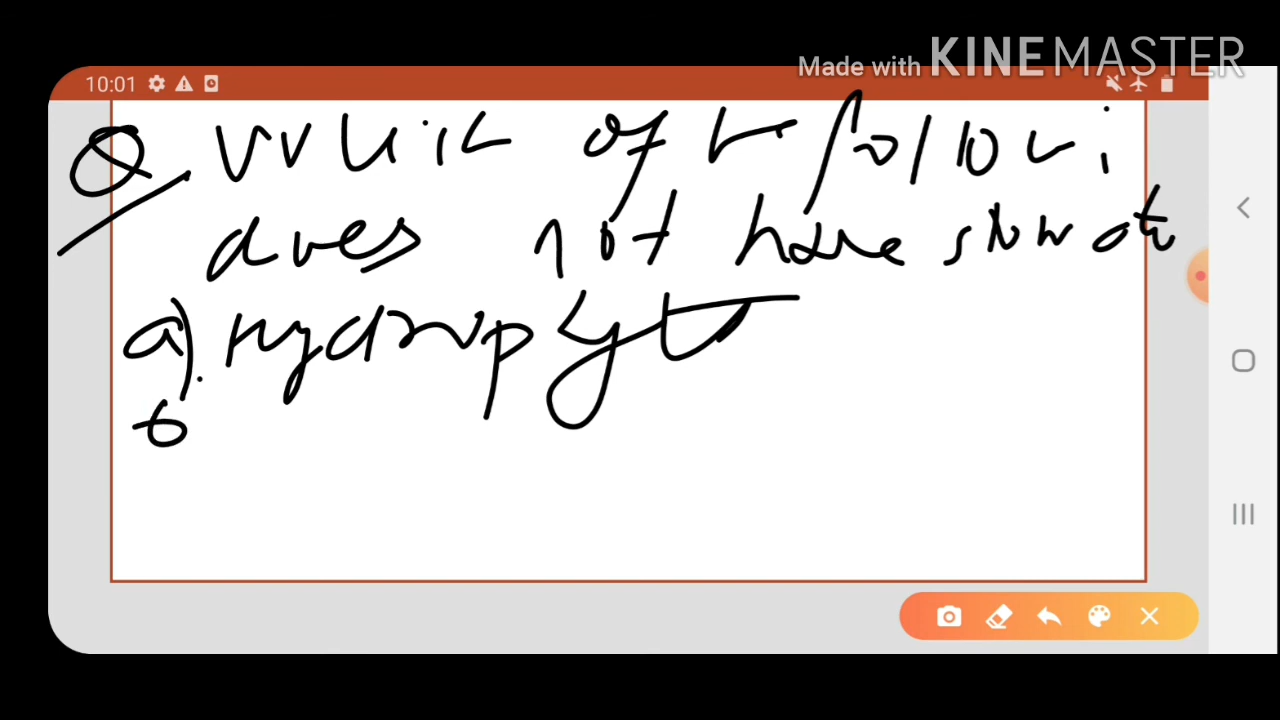 Made with KINEMASTER
10:01
Q. Which of the following
does not have stomata
a). Hydrophyte
b